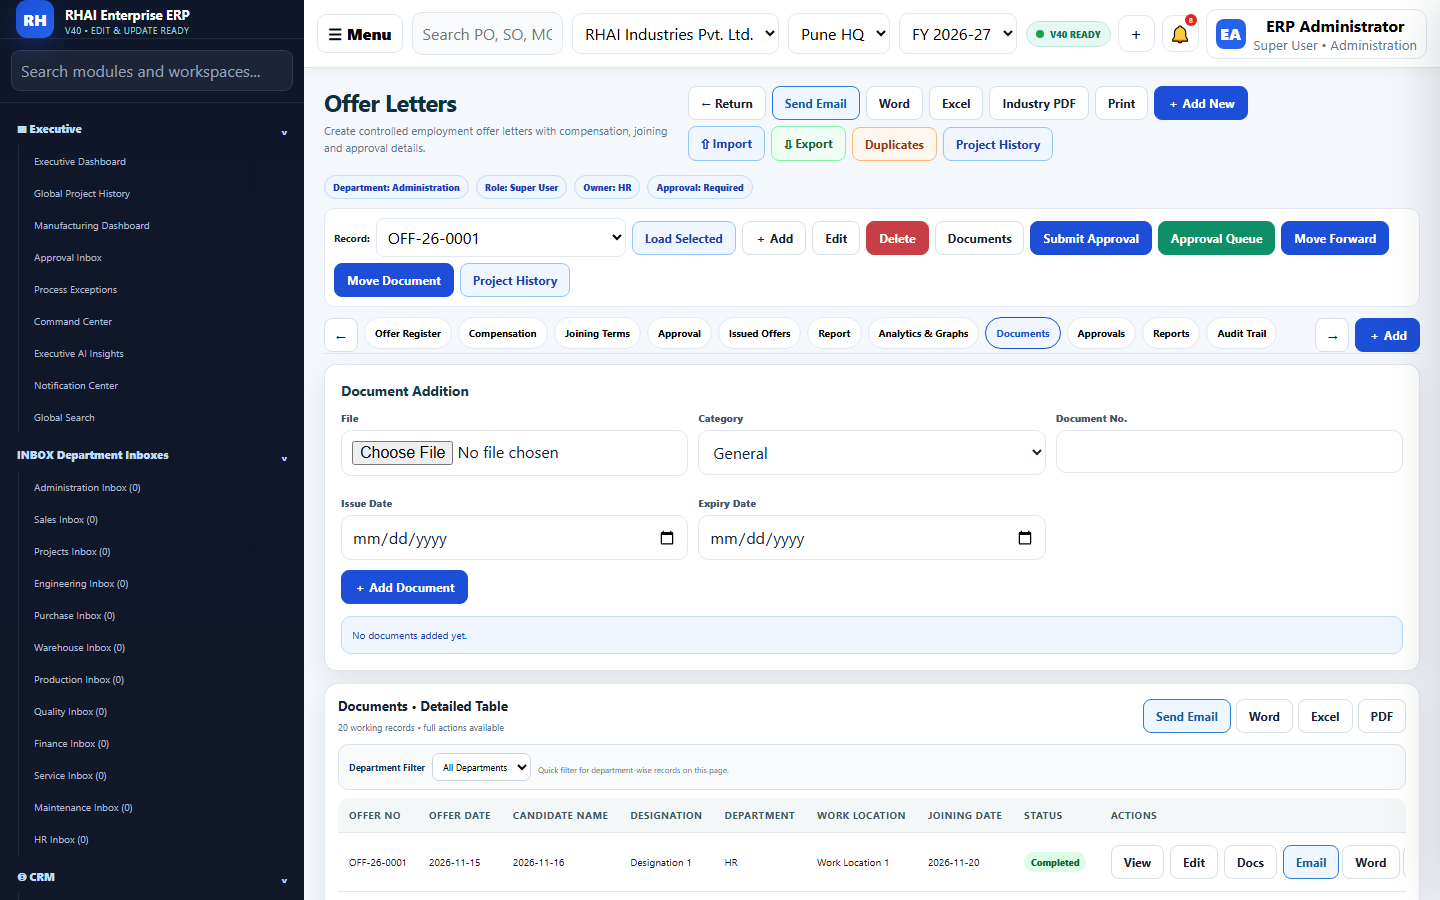 RH
RHAI Enterprise ERP
V40 • EDIT & UPDATE READY
Search modules and workspaces...
Executive
Executive Dashboard
Global Project History
Manufacturing Dashboard
Approval Inbox
Process Exceptions
Command Center
Executive AI Insights
Notification Center
Global Search
INBOX Department Inboxes
Administration Inbox (0)
Sales Inbox (0)
Projects Inbox (0)
Engineering Inbox (0)
Purchase Inbox (0)
Warehouse Inbox (0)
Production Inbox (0)
Quality Inbox (0)
Finance Inbox (0)
Service Inbox (0)
Maintenance Inbox (0)
HR Inbox (0)
CRM
☰ Menu
Search PO, SO, MO
RHAI Industries Pvt. Ltd.
Pune HQ
FY 2026-27
V40 READY
+
8
EA
ERP Administrator
Super User • Administration
Offer Letters
Create controlled employment offer letters with compensation, joining
and approval details.
← Return
Send Email
Word
Excel
Industry PDF
Print
+ Add New
⇧ Import
⇩ Export
Duplicates
Project History
Department: Administration
Role: Super User
Owner: HR
Approval: Required
Record:
OFF-26-0001
Load Selected
+ Add
Edit
Delete
Documents
Submit Approval
Approval Queue
Move Forward
Move Document
Project History
←
Offer Register
Compensation
Joining Terms
Approval
Issued Offers
Report
Analytics & Graphs
Documents
Approvals
Reports
Audit Trail
→
+ Add
Document Addition
File
Category
Document No.
Choose File No file chosen
General
Issue Date
Expiry Date
mm/dd/yyyy
mm/dd/yyyy
+ Add Document
No documents added yet.
Documents • Detailed Table
20 working records • full actions available
Send Email
Word
Excel
PDF
Department Filter
All Departments
Quick filter for department-wise records on this page.
OFFER NO OFFER DATE CANDIDATE NAME DESIGNATION DEPARTMENT WORK LOCATION JOINING DATE STATUS ACTIONS
OFF-26-0001 2026-11-15 2026-11-16 Designation 1 HR Work Location 1 2026-11-20 Completed View Edit Docs Email Word